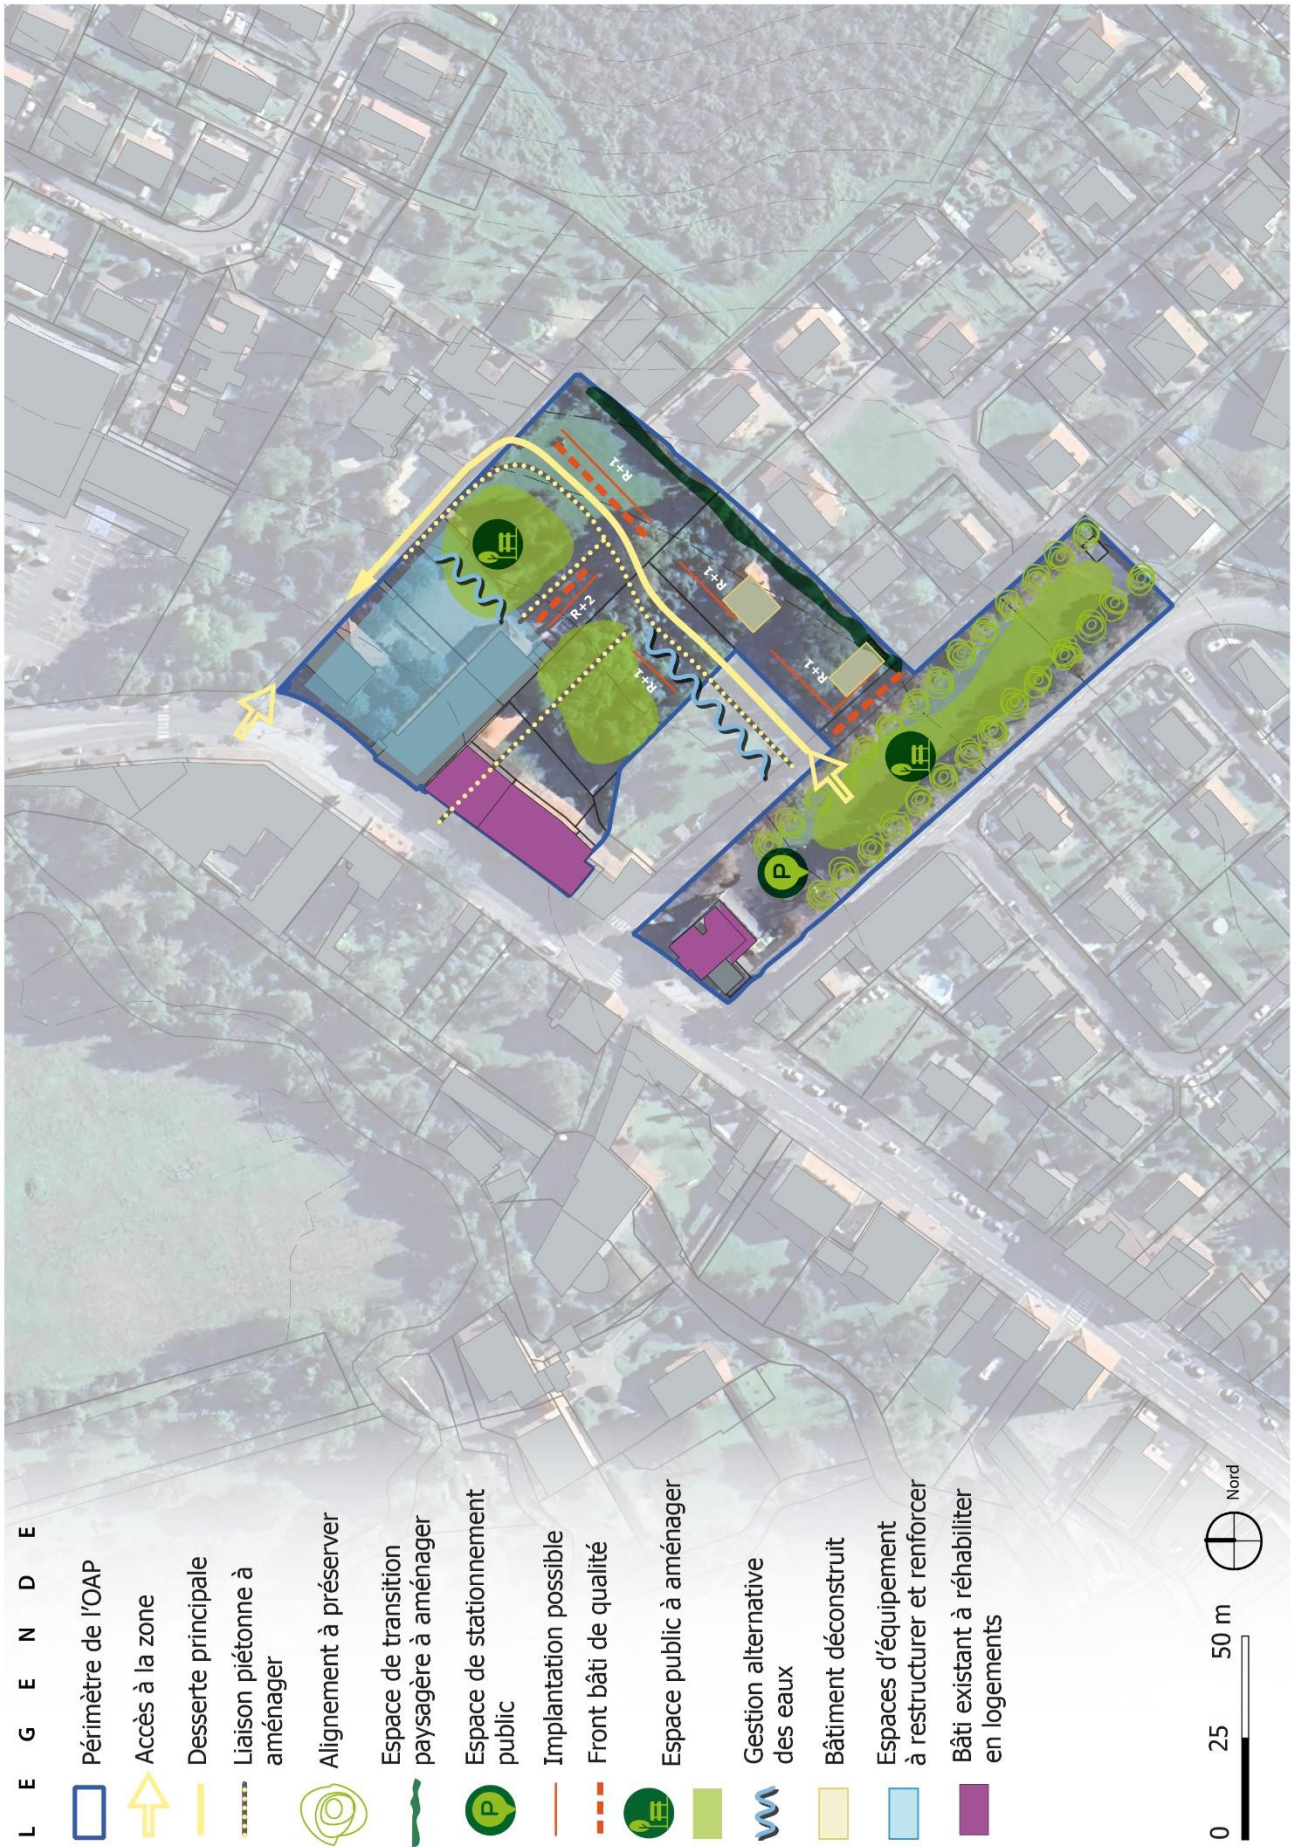 L E G E N D E
Périmètre de l'OAP
Accès à la zone
Desserte principale
Liaison piétonne à
aménager
Alignement à préserver
Espace de transition
paysagère à aménager
P
Espace de stationnement
public
Implantation possible
Front bâti de qualité
Espace public à aménager
Gestion alternative
des eaux
Bâtiment déconstruit
Espaces d'équipement
à restructurer et renforcer
Bâti existant à réhabiliter
en logements
0 25 50 m
Nord
R+1
R+2
R+1
R+1
R+1
P